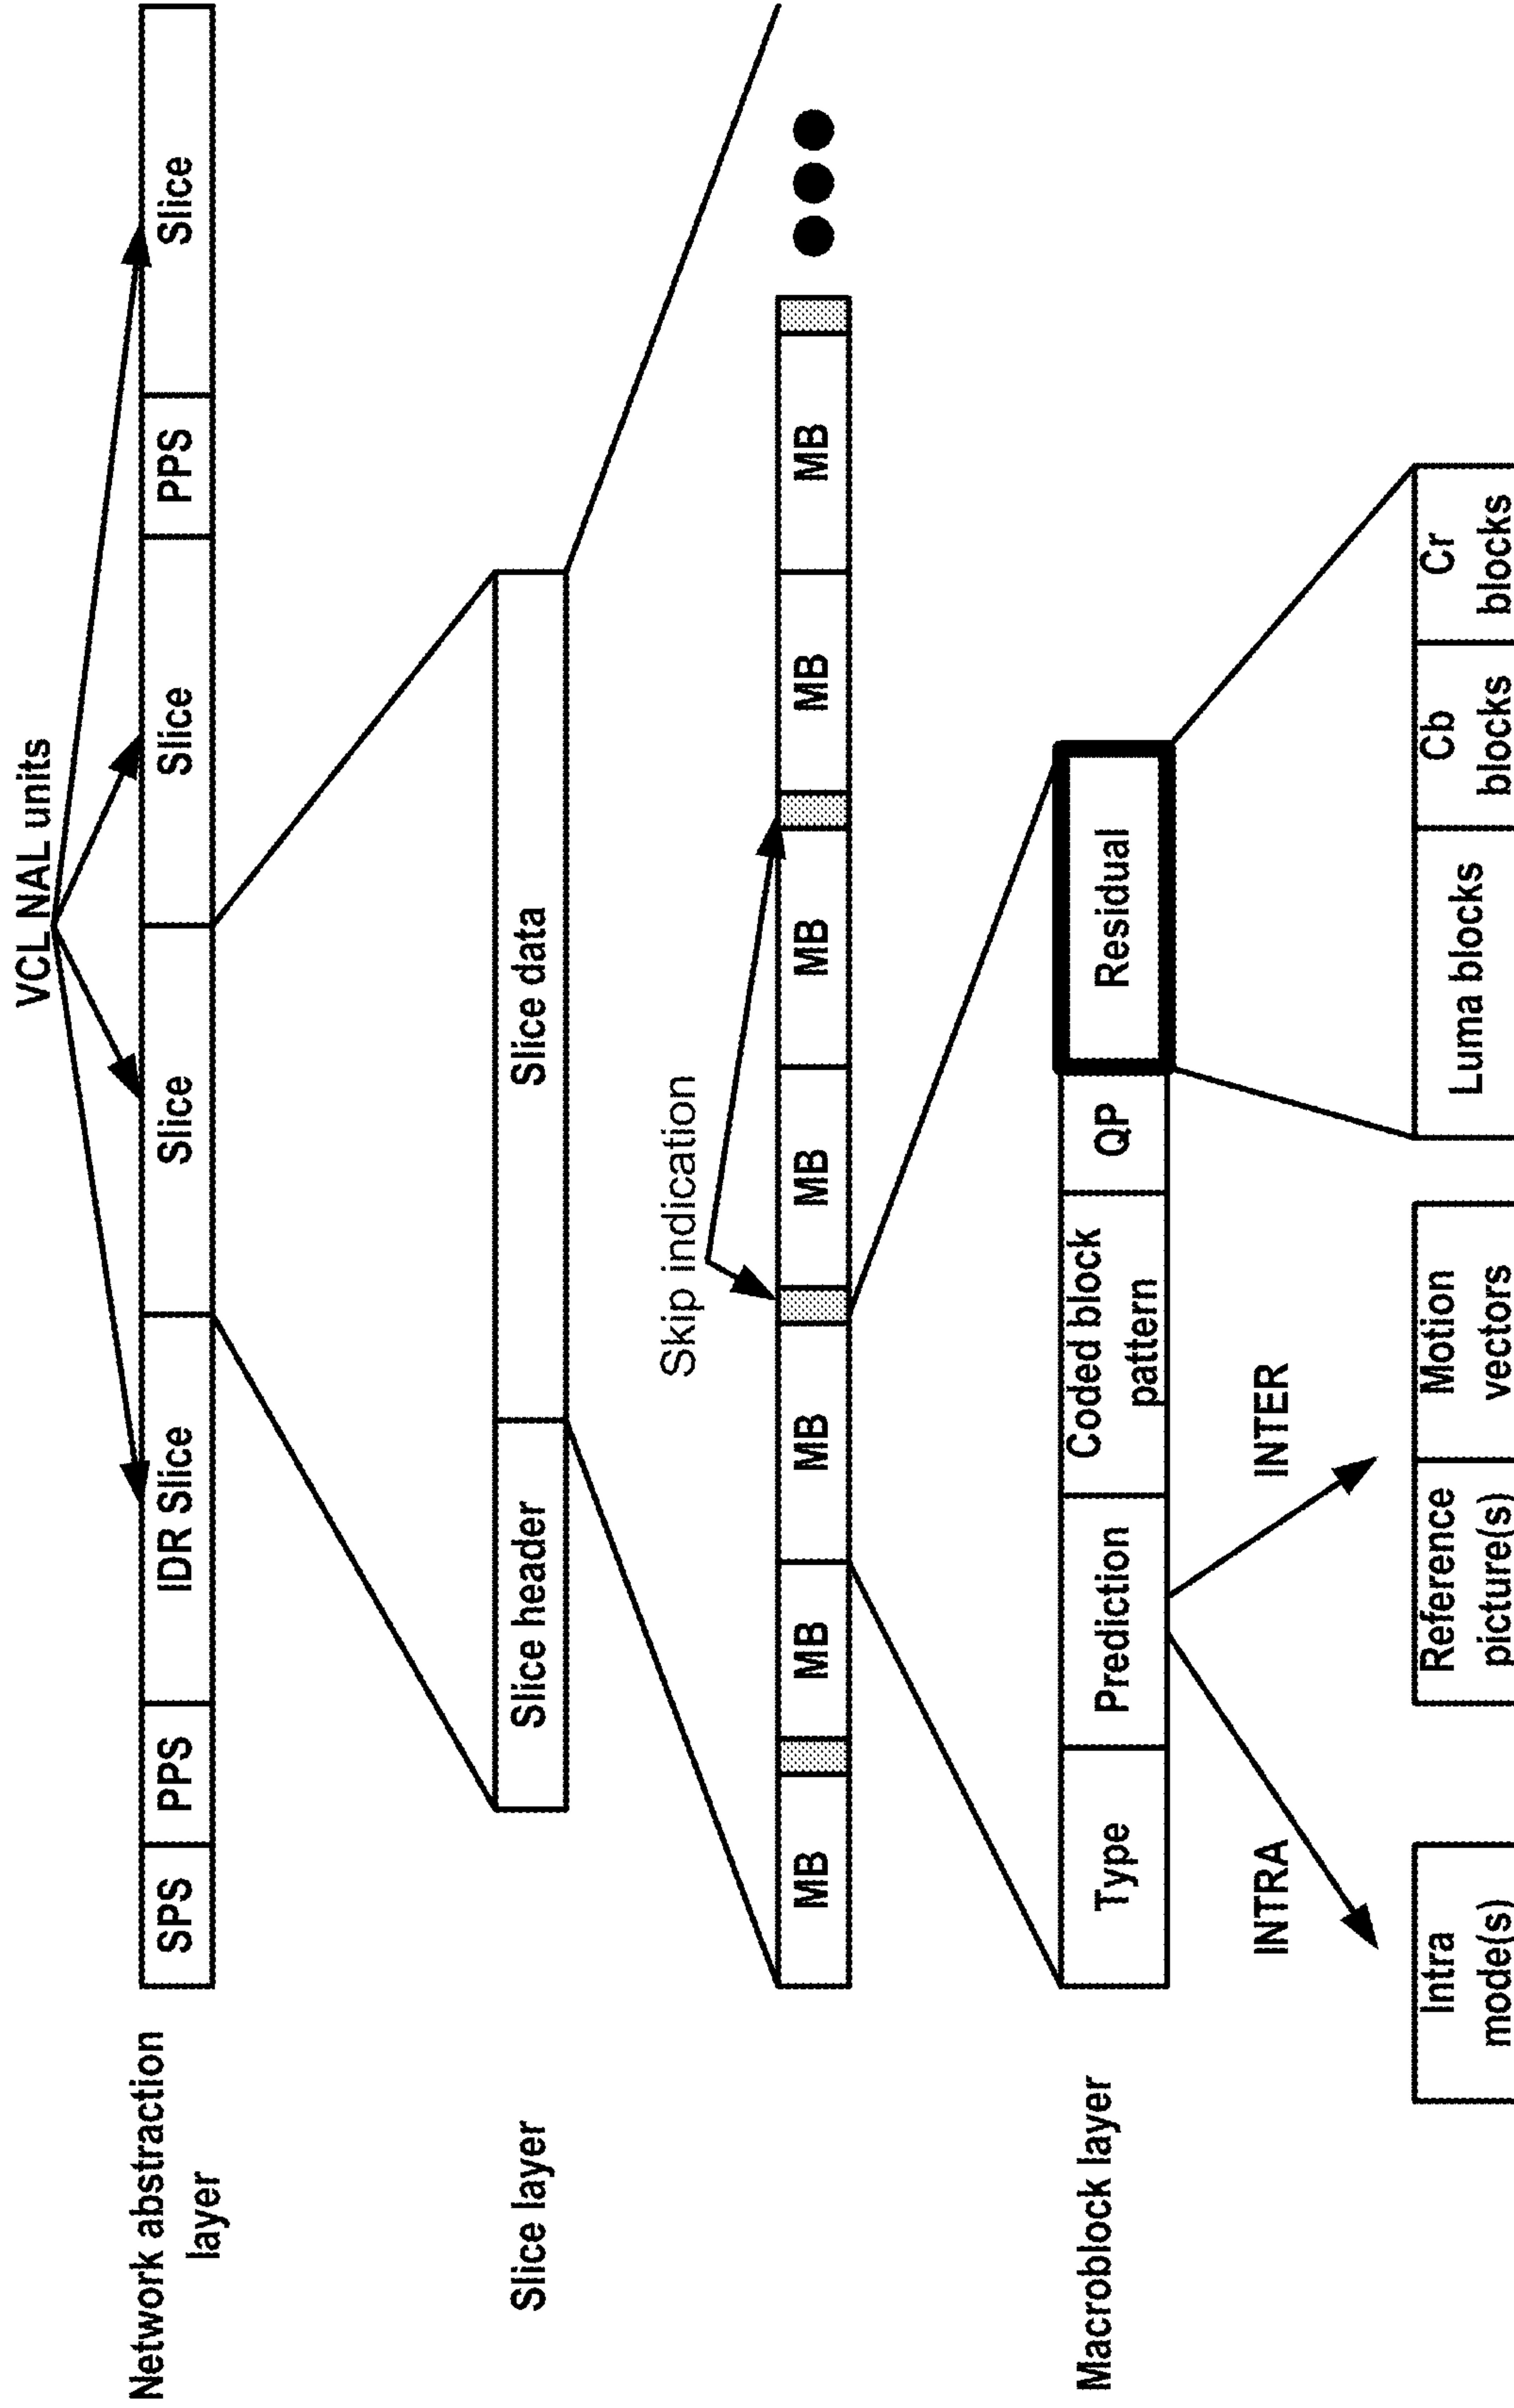 VCL NAL units
Network abstraction
layer
SPS
PPS
IDR Slice
Slice
Slice
PPS
Slice
Slice layer
Slice header
Slice data
Skip indication
MB
MB
MB
MB
MB
MB
MB
Macroblock layer
Type
Prediction
Coded block
pattern
QP
Residual
INTRA
INTER
Intra
mode(s)
Reference
picture(s)
Motion
vectors
Luma blocks
Cb
blocks
Cr
blocks